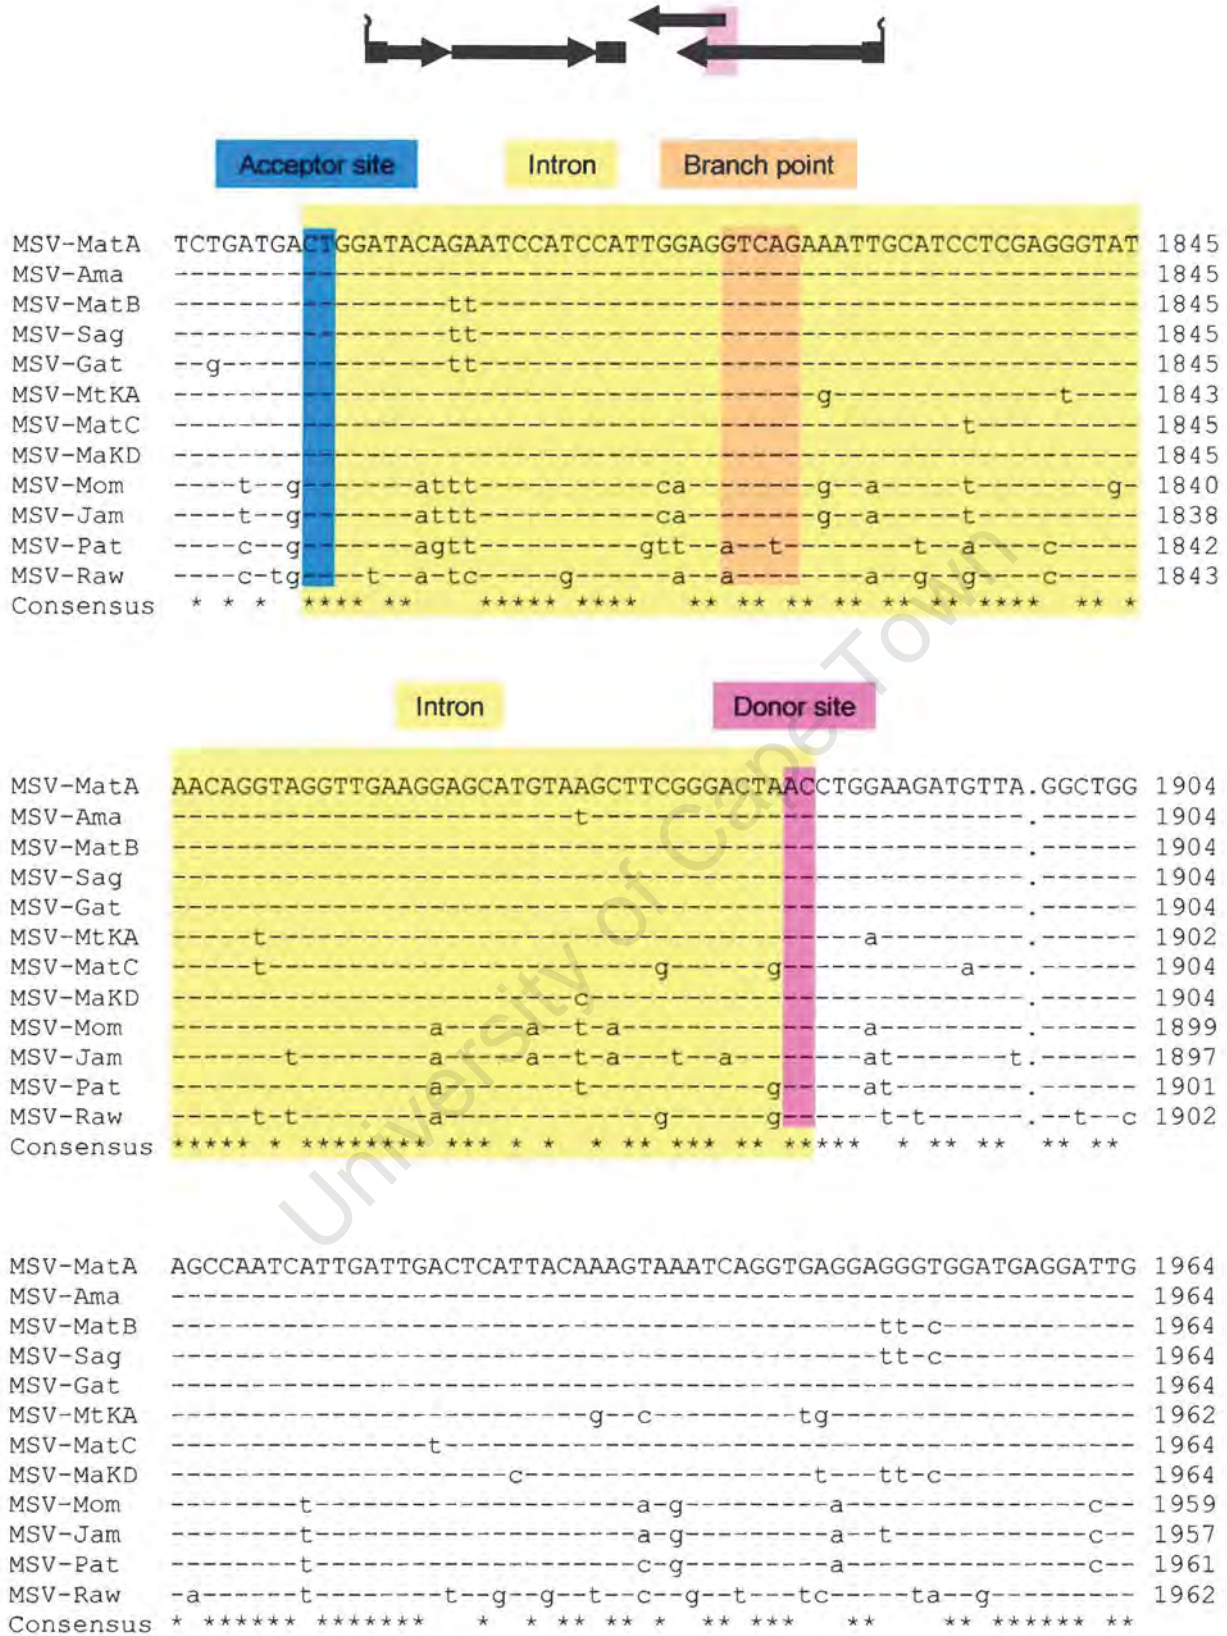 Acceptor site Intron Branch point
MSV-MatA TCTGATGACTGGATACAGAATCCATCCATTGGAGGTCAGAAATTGCATCCTCGAGGGTAT 1845
MSV-Ama ------------------------------------------------------------ 1845
MSV-MatB -----------------tt----------------------------------------- 1845
MSV-Sag -----------------tt----------------------------------------- 1845
MSV-Gat --g--------------tt----------------------------------------- 1845
MSV-MtKA ----------------------------------------g--------------t---- 1843
MSV-MatC -------------------------------------------------t---------- 1845
MSV-MaKD ------------------------------------------------------------ 1845
MSV-Mom ----t--g-------attt-----------ca--------g--a-----t--------g- 1840
MSV-Jam ----t--g-------attt-----------ca--------g--a-----t---------- 1838
MSV-Pat ----c--g-------agtt----------gtt--a--t--------t--a----c----- 1842
MSV-Raw ----c-tg----t--a-tc-----g------a--a--------a--g--g----c----- 1843
Consensus * * *  **** **    ***** ****   ** ** ** ** ** ** ****  ** *
Intron Donor site
MSV-MatA AACAGGTAGGTTGAAGGAGCATGTAAGCTTCGGGACTAACCTGGAAGATGTTA.GGCTGG 1904
MSV-Ama -------------------------t---------------------------.------ 1904
MSV-MatB -----------------------------------------------------.------ 1904
MSV-Sag -----------------------------------------------------.------ 1904
MSV-Gat -----------------------------------------------------.------ 1904
MSV-MtKA -----t-------------------------------------a---------.------ 1902
MSV-MatC -----t------------------------g------g-----------a---.------ 1904
MSV-MaKD -------------------------c---------------------------.------ 1904
MSV-Mom ----------------a-----a--t-a---------------a---------.------ 1899
MSV-Jam -------t--------a-----a--t-a---t--a--------at-------t.------ 1897
MSV-Pat ----------------a--------t-----------g-----at--------.------ 1901
MSV-Raw -----t-t--------a-------------g------g------t-t------.--t--c 1902
Consensus ***** * ******** *** * *  * ** *** ** *****  * ** **  ** **
MSV-MatA AGCCAATCATTGATTGACTCATTACAAAGTAAATCAGGTGAGGAGGGTGGATGAGGATTG 1964
MSV-Ama ------------------------------------------------------------ 1964
MSV-MatB --------------------------------------------tt-c------------ 1964
MSV-Sag --------------------------------------------tt-c------------ 1964
MSV-Gat ------------------------------------------------------------ 1964
MSV-MtKA --------------------------g--c---------tg------------------- 1962
MSV-MatC ----------------t------------------------------------------- 1964
MSV-MaKD ---------------------c------------------t---tt-c------------ 1964
MSV-Mom --------t--------------------a-g---------a---------------c-- 1959
MSV-Jam --------t--------------------a-g---------a--t------------c-- 1957
MSV-Pat --------t--------------------c-g---------a---------------c-- 1961
MSV-Raw -a------t--------t--g--g--t--c-g--t----tc-----ta--g--------- 1962
Consensus * ****** *******   *  * ** ** *  ** ***   **    ** ****** **
University of Cape Town